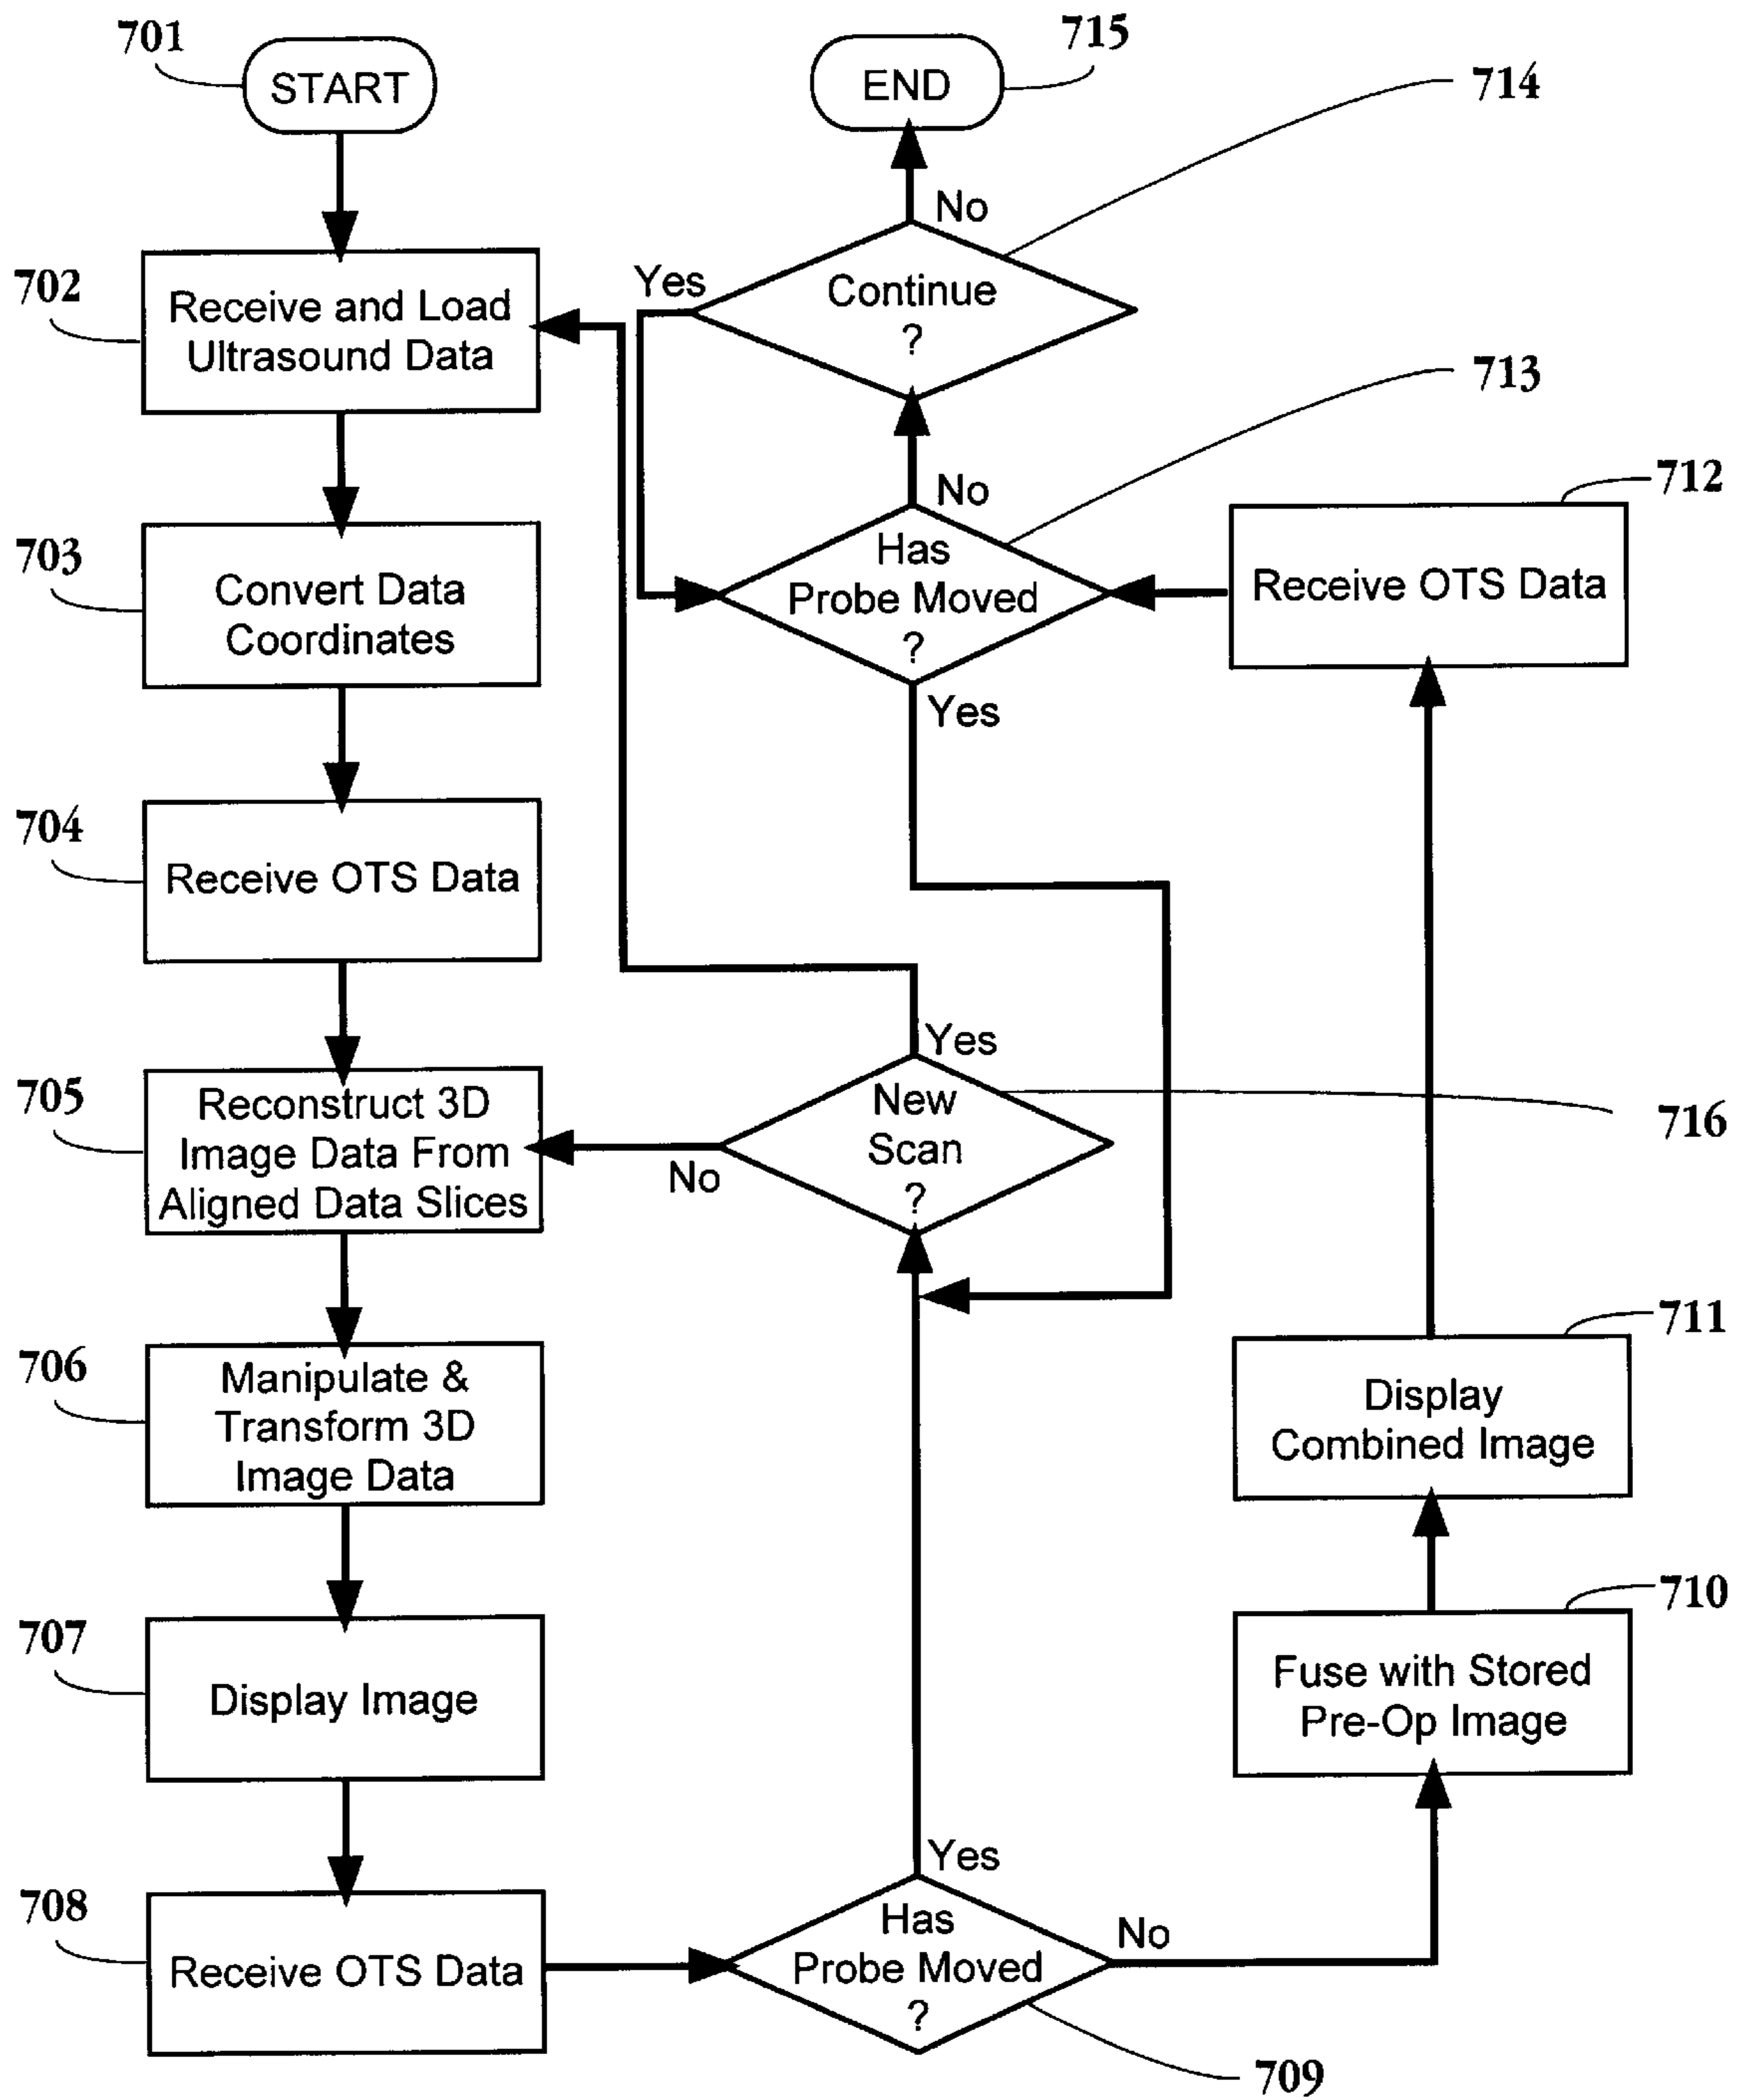 701
START
702
Receive and Load
Ultrasound Data
703
Convert Data
Coordinates
704
Receive OTS Data
705
Reconstruct 3D
Image Data From
Aligned Data Slices
706
Manipulate &
Transform 3D
Image Data
707
Display Image
708
Receive OTS Data
709
Has
Probe Moved
?
Yes
No
710
Fuse with Stored
Pre-Op Image
711
Display
Combined Image
712
Receive OTS Data
713
Has
Probe Moved
?
No
Yes
714
Continue
?
Yes
No
715
END
716
New
Scan
?
Yes
No